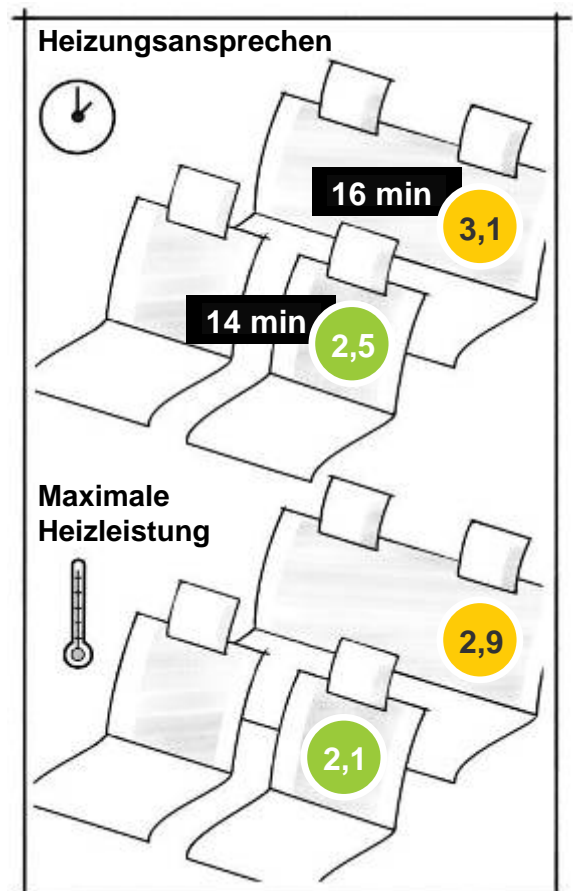 Heizungsansprechen
16 min
3,1
14 min
2,5
Maximale
Heizleistung
2,9
2,1